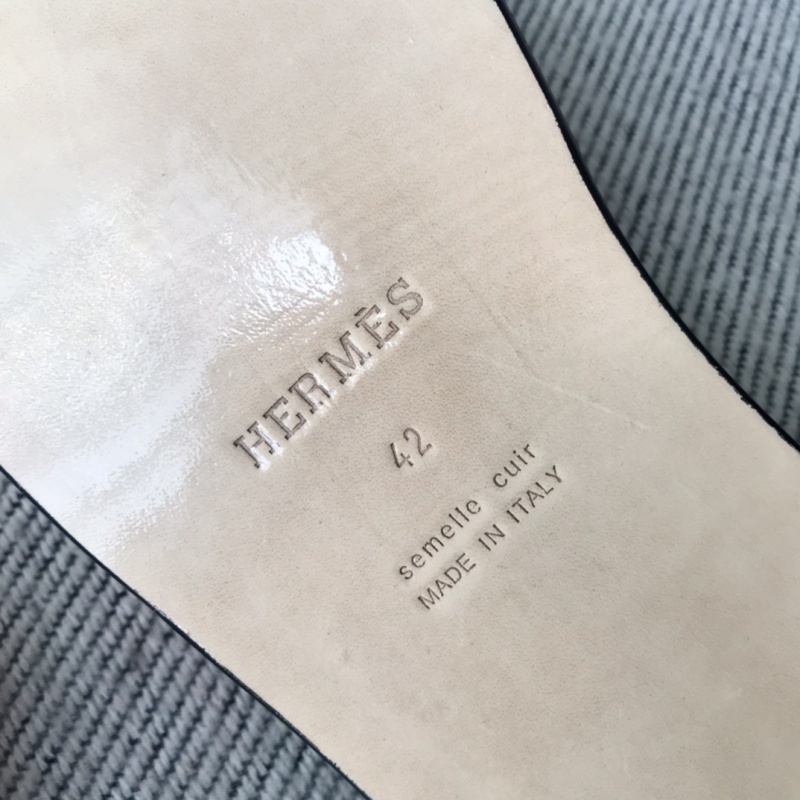 HERMÈS
42
semelle cuir
MADE IN ITALY